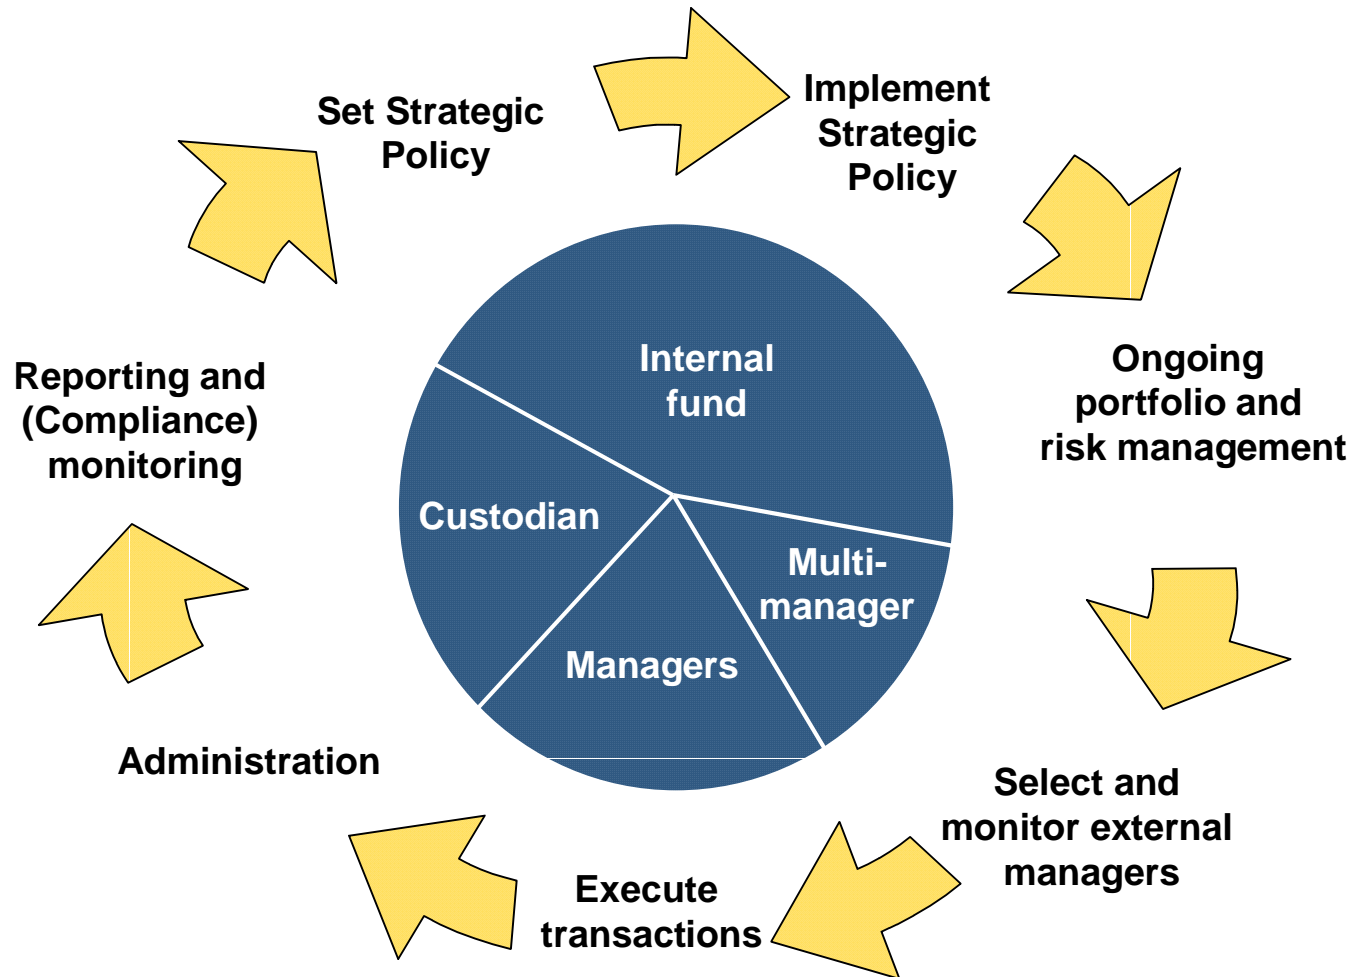 Set Strategic
Policy
Implement
Strategic
Policy
Ongoing
portfolio and
risk management
Select and
monitor external
managers
Execute
transactions
Administration
Reporting and
(Compliance)
monitoring
Internal
fund
Multi-
manager
Managers
Custodian